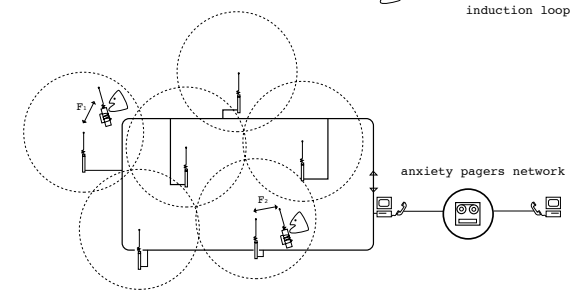 induction loop
F₁
anxiety pagers network
F₂